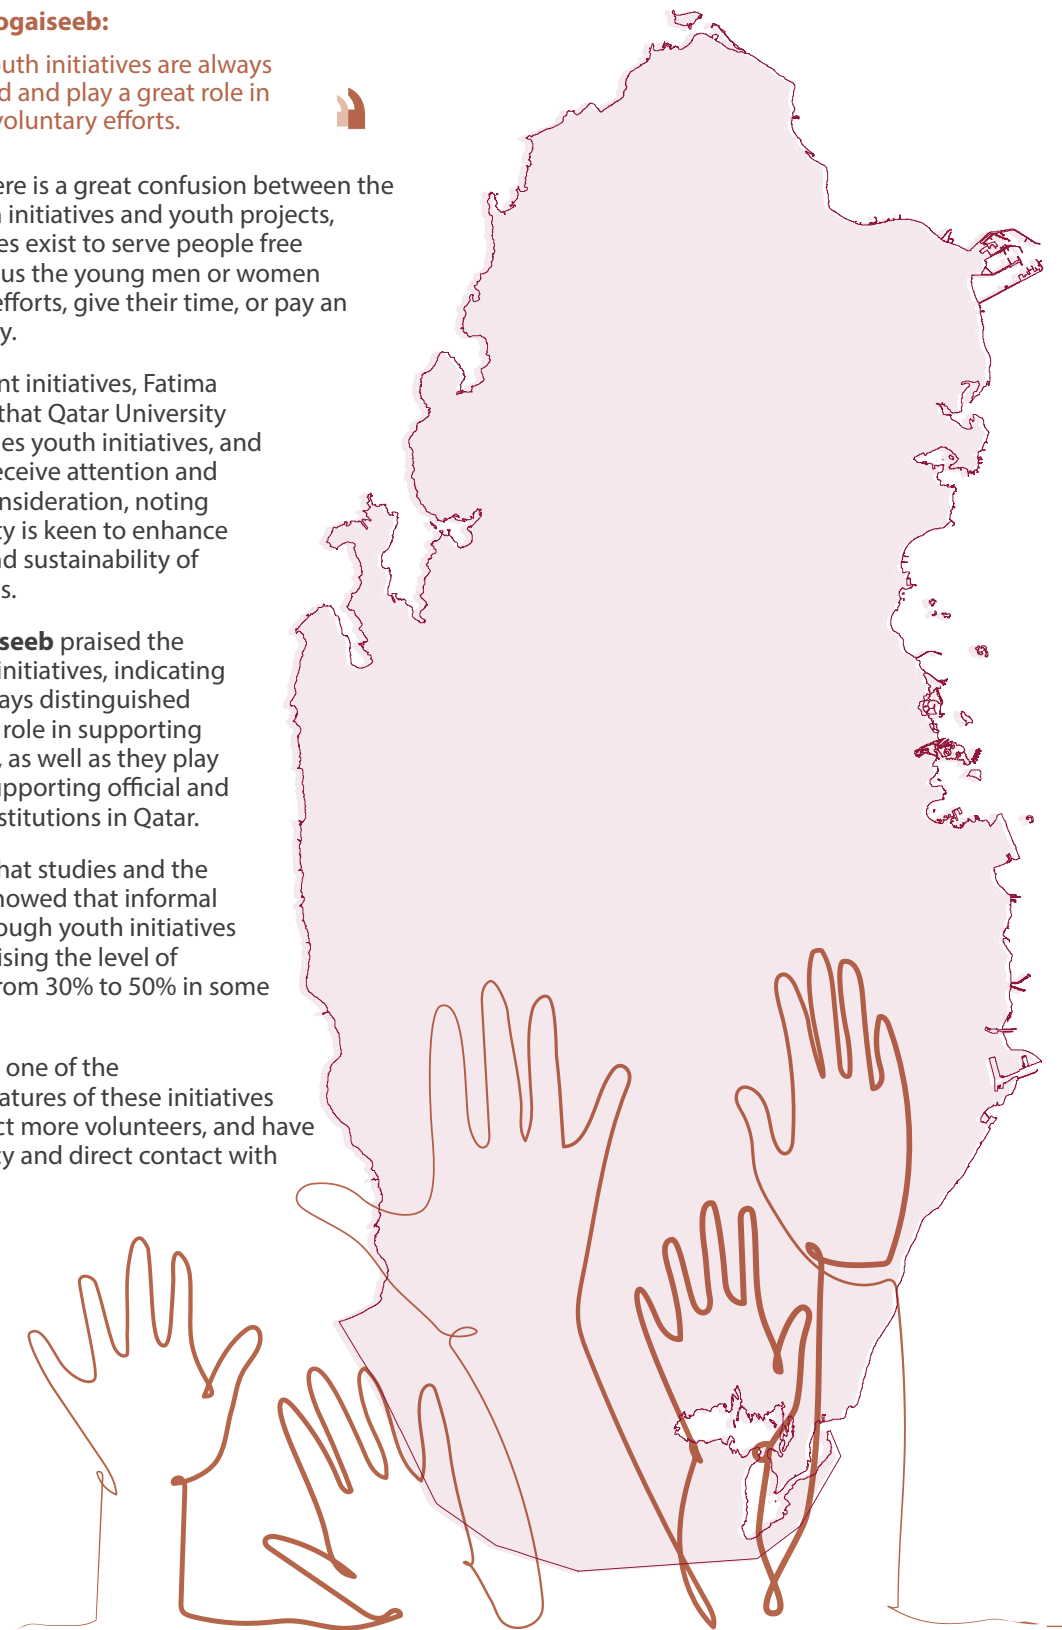 ogaiseeb:
outh initiatives are always
d and play a great role in
voluntary efforts.
ere is a great confusion between the
n initiatives and youth projects,
es exist to serve people free
us the young men or women
efforts, give their time, or pay an
y.
nt initiatives, Fatima
that Qatar University
es youth initiatives, and
eceive attention and
nsideration, noting
ty is keen to enhance
nd sustainability of
s.
seeb praised the
initiatives, indicating
ays distinguished
role in supporting
, as well as they play
upporting official and
stitutions in Qatar.
hat studies and the
howed that informal
rough youth initiatives
ising the level of
rom 30% to 50% in some
one of the
atures of these initiatives
ct more volunteers, and have
cy and direct contact with